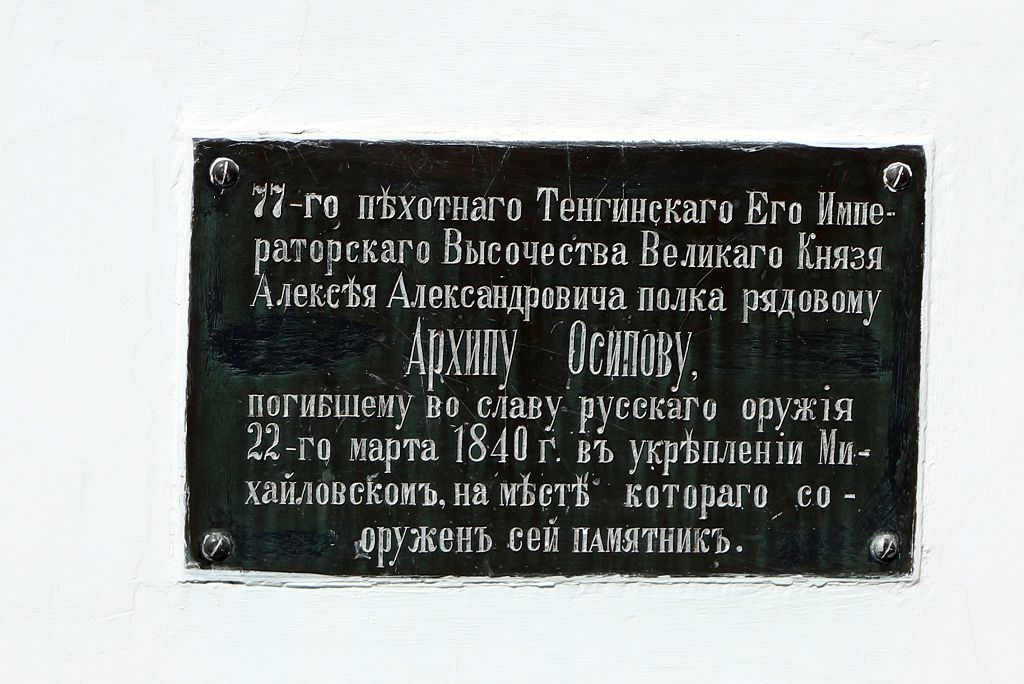 77-го пѣхотнаго Тенгинскаго Его Импе-
раторскаго Высочества Великаго Князя
Алексѣя Александровича полка рядовому
Архипу Осипову,
погибшему во славу русскаго оружія
22-го марта 1840 г. въ укрѣпленіи Ми-
хайловскомъ, на мѣстѣ котораго со-
оруженъ сей памятникъ.